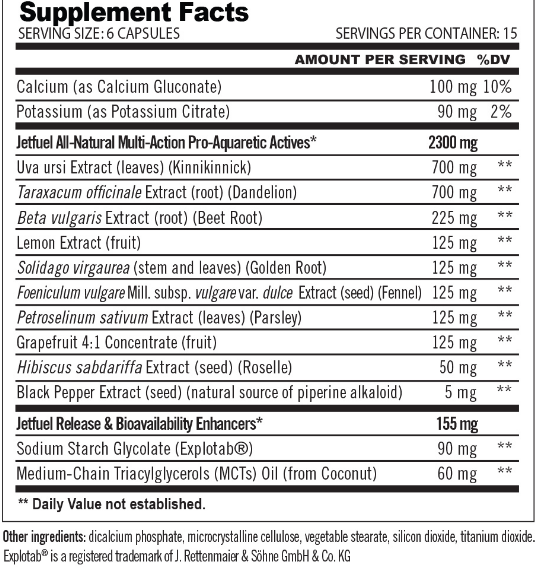 Supplement Facts
SERVING SIZE: 6 CAPSULES SERVINGS PER CONTAINER: 15
AMOUNT PER SERVING %DV
Calcium (as Calcium Gluconate) 100 mg 10%
Potassium (as Potassium Citrate) 90 mg 2%
Jetfuel All-Natural Multi-Action Pro-Aquaretic Actives* 2300 mg
Uva ursi Extract (leaves) (Kinnikinnick) 700 mg **
Taraxacum officinale Extract (root) (Dandelion) 700 mg **
Beta vulgaris Extract (root) (Beet Root) 225 mg **
Lemon Extract (fruit) 125 mg **
Solidago virgaurea (stem and leaves) (Golden Root) 125 mg **
Foeniculum vulgare Mill. subsp. vulgare var. dulce Extract (seed) (Fennel) 125 mg **
Petroselinum sativum Extract (leaves) (Parsley) 125 mg **
Grapefruit 4:1 Concentrate (fruit) 125 mg **
Hibiscus sabdariffa Extract (seed) (Roselle) 50 mg **
Black Pepper Extract (seed) (natural source of piperine alkaloid) 5 mg **
Jetfuel Release & Bioavailability Enhancers* 155 mg
Sodium Starch Glycolate (Explotab®) 90 mg **
Medium-Chain Triacylglycerols (MCTs) Oil (from Coconut) 60 mg **
** Daily Value not established.
Other ingredients: dicalcium phosphate, microcrystalline cellulose, vegetable stearate, silicon dioxide, titanium dioxide.
Explotab® is a registered trademark of J. Rettenmaier & Söhne GmbH & Co. KG